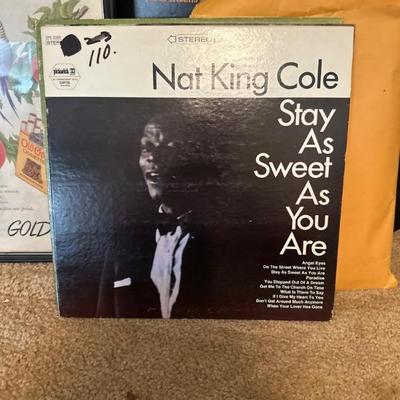 STEREO
110.
pickwick 33
Nat King Cole
Stay
As
Sweet
As
You
Are
Angel Eyes
On The Street Where You Live
Stay As Sweet As You Are
Paradise
You Stepped Out Of A Dream
Get Me To The Church On Time
What Is There To Say
If I Give My Heart To You
Don't Get Around Much Anymore
When Your Love Has Gone
GOLD